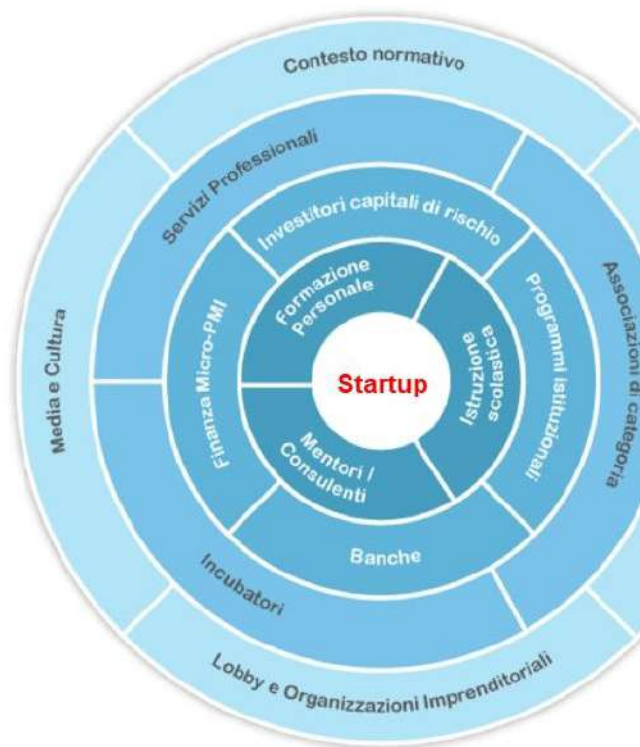 Contesto normativo
Servizi Professionali
Investitori capitali di rischio
Formazione
Personale
Startup
Istruzione
scolastica
Programmi istituzionali
Associazioni di categoria
Media e Cultura
Finanza Micro-PMI
Mentori /
Consulenti
Banche
Incubatori
Lobby e Organizzazioni Imprenditoriali